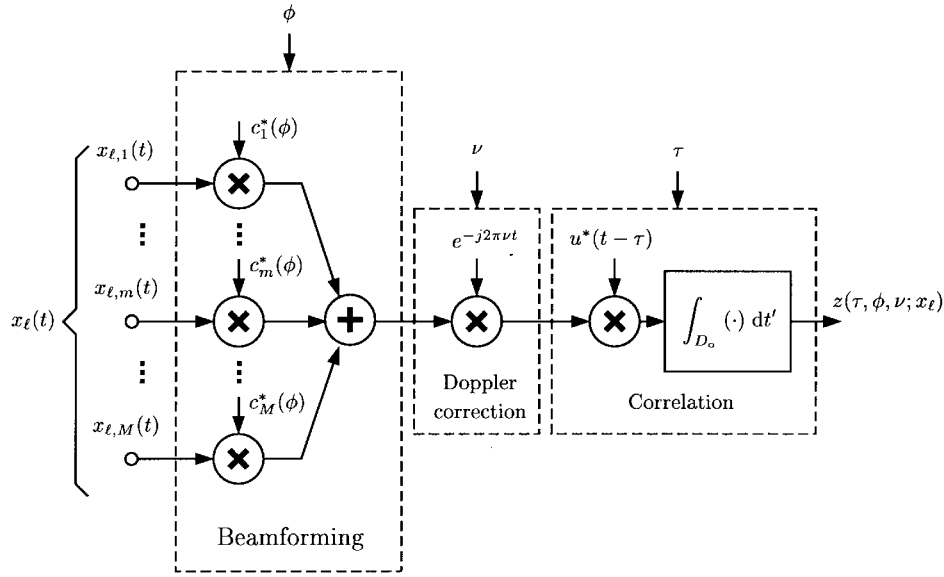 ϕ
c₁*(ϕ)
x_{ℓ,1}(t)
ν
τ
e^{−j2πνt}
u*(t − τ)
c_m*(ϕ)
x_{ℓ,m}(t)
x_ℓ(t)
∫_{D_o} (·) dt′
z(τ, ϕ, ν; x_ℓ)
Doppler
correction
Correlation
c_M*(ϕ)
x_{ℓ,M}(t)
Beamforming